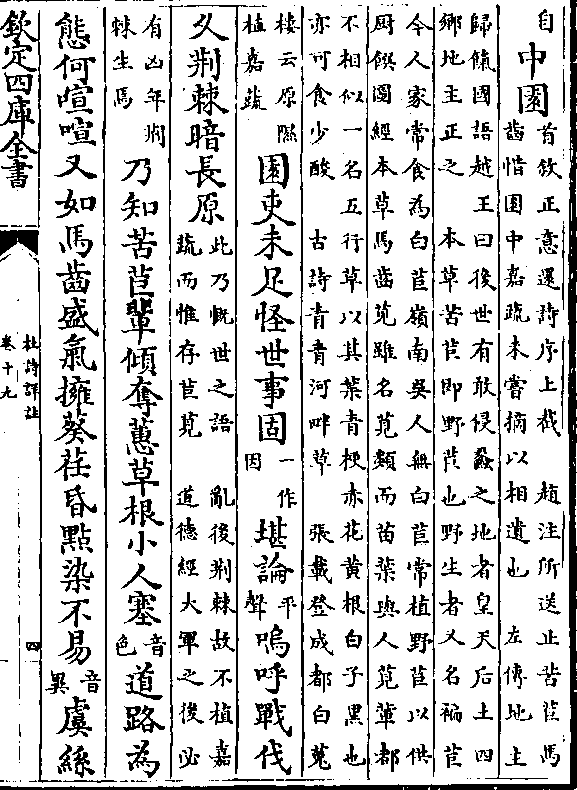 自中園首敘正意還詩序上截 趙注所送止苦苣馬
齒惜園中嘉蔬未嘗摘以相遺也 左傳地主
歸餼國語越王曰後世有敢侵蠡之地者皇天后土四
鄉地主正之 本草苦苣即野苣也野生者又名褊苣
今人家常食為白苣嶺南吳人無白苣常植野苣以供
厨饌圖經本草馬齒莧雖名莧類而苗葉與人莧輩都
不相似一名五行草以其葉青梗赤花黄根白子黑也
亦可食少酸 古詩青青河畔草 張載登成都白菟
樓云原隰植嘉蔬園吏未足怪世事固一作因堪論平聲嗚呼戰伐
久荆棘暗長原此乃慨世之語 亂後荆棘故不植嘉
蔬而惟存苣莧 道德經大軍之後必
有凶年棘生焉乃知苦苣輩傾奪蕙草根小人塞音色道路為
態何喧喧又如馬齒盛氣擁葵荏昏點染不易音異虞絲
欽定四庫全書
杜詩詳註
卷十九
四